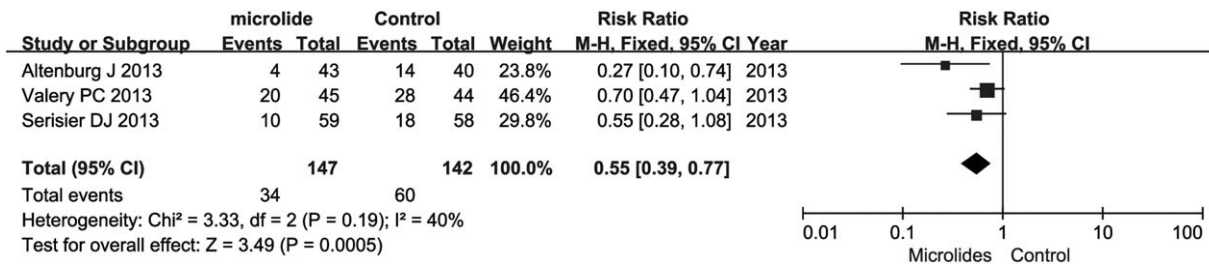 microlide Control Risk Ratio Risk Ratio
Study or Subgroup Events Total Events Total Weight M-H, Fixed, 95% CI Year M-H, Fixed, 95% CI
Altenburg J 2013 4 43 14 40 23.8% 0.27 [0.10, 0.74] 2013
Valery PC 2013 20 45 28 44 46.4% 0.70 [0.47, 1.04] 2013
Serisier DJ 2013 10 59 18 58 29.8% 0.55 [0.28, 1.08] 2013
Total (95% CI) 147 142 100.0% 0.55 [0.39, 0.77]
Total events 34 60
Heterogeneity: Chi² = 3.33, df = 2 (P = 0.19); I² = 40%
Test for overall effect: Z = 3.49 (P = 0.0005)
0.01 0.1 1 10 100
Microlides Control